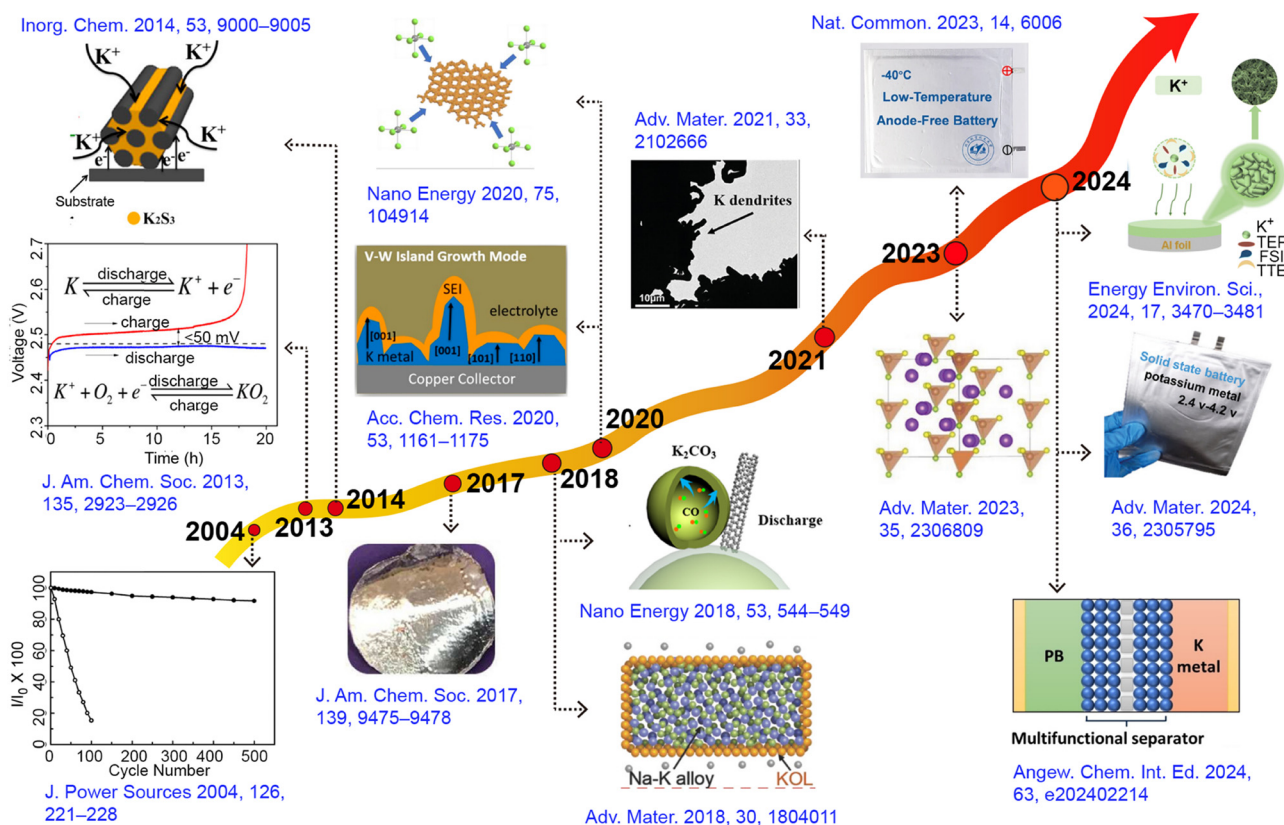 Inorg. Chem. 2014, 53, 9000–9005
K⁺
K⁺
K⁺
K⁺
e⁻
e⁻
e⁻
Substrate
K₂S₃
Nano Energy 2020, 75,
104914
Adv. Mater. 2021, 33,
2102666
K dendrites
10μm
Nat. Common. 2023, 14, 6006
-40°C
Low-Temperature
Anode-Free Battery
K⁺
Al foil
K⁺
TEP
FSI
TTE
Energy Environ. Sci.,
2024, 17, 3470–3481
2.7
2.6
2.5
2.4
2.3
Voltage (V)
K
discharge
charge
K⁺ + e⁻
charge
<50 mV
discharge
K⁺ + O₂ + e⁻
discharge
charge
KO₂
0
5
10
15
20
Time (h)
J. Am. Chem. Soc. 2013,
135, 2923–2926
V-W Island Growth Mode
SEI
electrolyte
[001]
[001]
[101]
[110]
K metal
Copper Collector
Acc. Chem. Res. 2020,
53, 1161–1175
2004
2013
2014
2017
2018
2020
2021
2023
2024
Solid state battery
potassium metal
2.4 v-4.2 v
Adv. Mater. 2023,
35, 2306809
Adv. Mater. 2024,
36, 2305795
100
80
60
40
20
0
I/I₀ X 100
0
100
200
300
400
500
Cycle Number
J. Power Sources 2004, 126,
221–228
J. Am. Chem. Soc. 2017,
139, 9475–9478
K₂CO₃
CO
Discharge
Nano Energy 2018, 53, 544–549
Na-K alloy
KOL
Adv. Mater. 2018, 30, 1804011
PB
K
metal
Multifunctional separator
Angew. Chem. Int. Ed. 2024,
63, e202402214